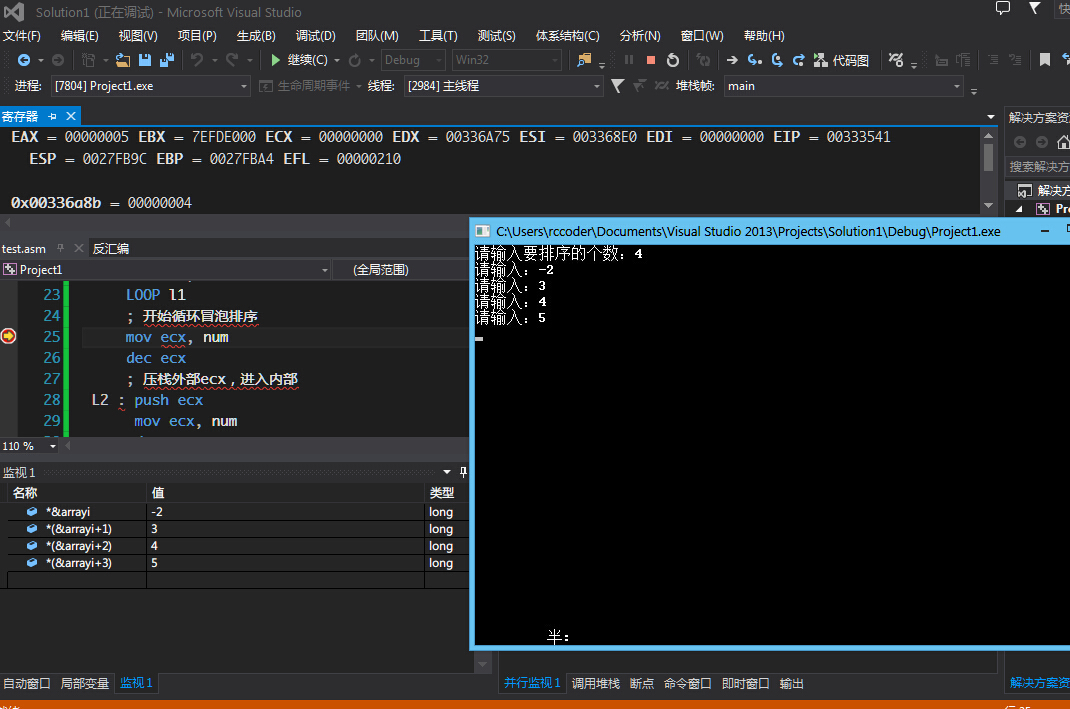 Solution1 (正在调试) - Microsoft Visual Studio
快
文件(F) 编辑(E) 视图(V) 项目(P) 生成(B) 调试(D) 团队(M) 工具(T) 测试(S) 体系结构(C) 分析(N) 窗口(W) 帮助(H)
继续(C) Debug Win32 代码图
进程: [7804] Project1.exe 生命周期事件 线程: [2984] 主线程 堆栈帧: main
寄存器
EAX = 00000005 EBX = 7EFDE000 ECX = 00000000 EDX = 00336A75 ESI = 003368E0 EDI = 00000000 EIP = 00333541
ESP = 0027FB9C EBP = 0027FBA4 EFL = 00000210
0x00336a8b = 00000004
解决方案资
搜索解决方
解决方
Pr
test.asm 反汇编
Project1 (全局范围)
23 LOOP l1
24 ; 开始循环冒泡排序
25 mov ecx, num
26 dec ecx
27 ; 压栈外部ecx，进入内部
28 L2 : push ecx
29 mov ecx, num
110 %
C:\Users\rccoder\Documents\Visual Studio 2013\Projects\Solution1\Debug\Project1.exe
请输入要排序的个数：4
请输入：-2
请输入：3
请输入：4
请输入：5
半：
监视 1
名称 值 类型
*&arrayi -2 long
*(&arrayi+1) 3 long
*(&arrayi+2) 4 long
*(&arrayi+3) 5 long
自动窗口 局部变量 监视 1 并行监视 1 调用堆栈 断点 命令窗口 即时窗口 输出 解决方案资